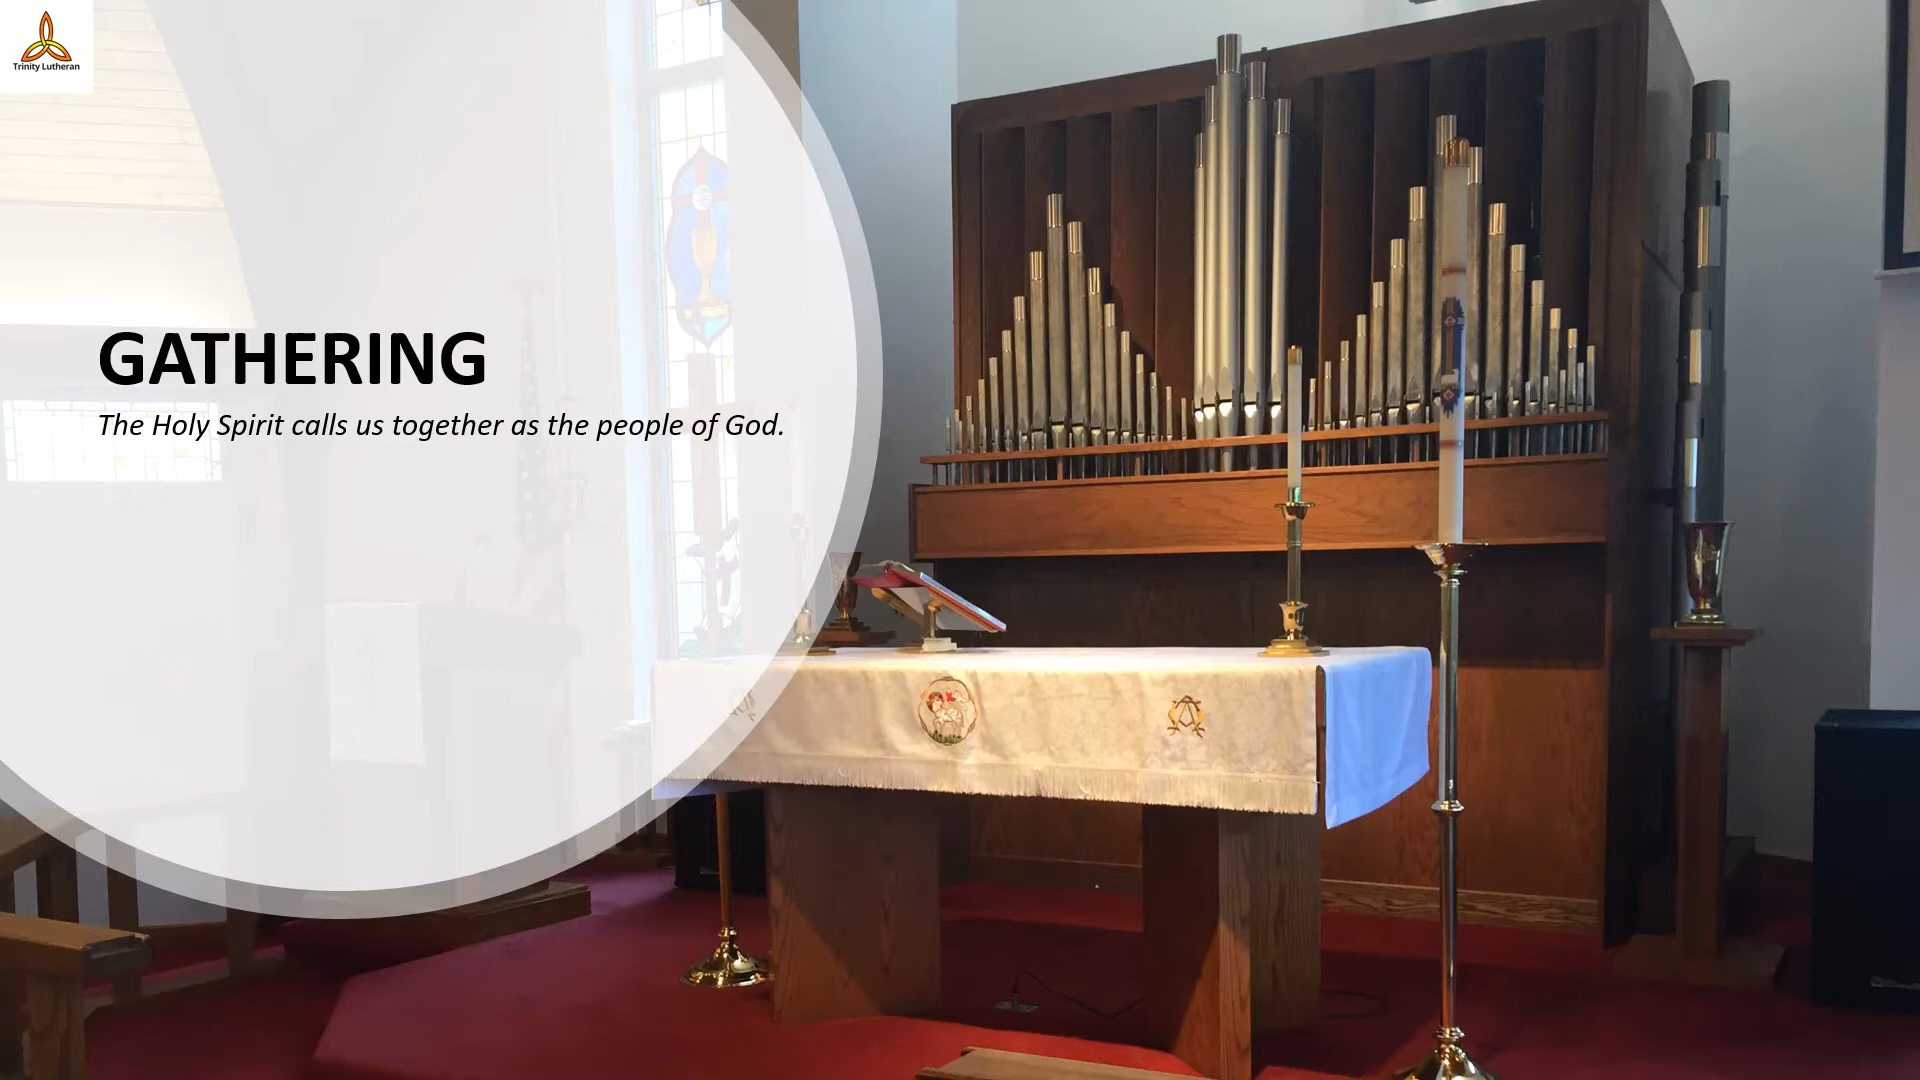 Trinity Lutheran
GATHERING
The Holy Spirit calls us together as the people of God.